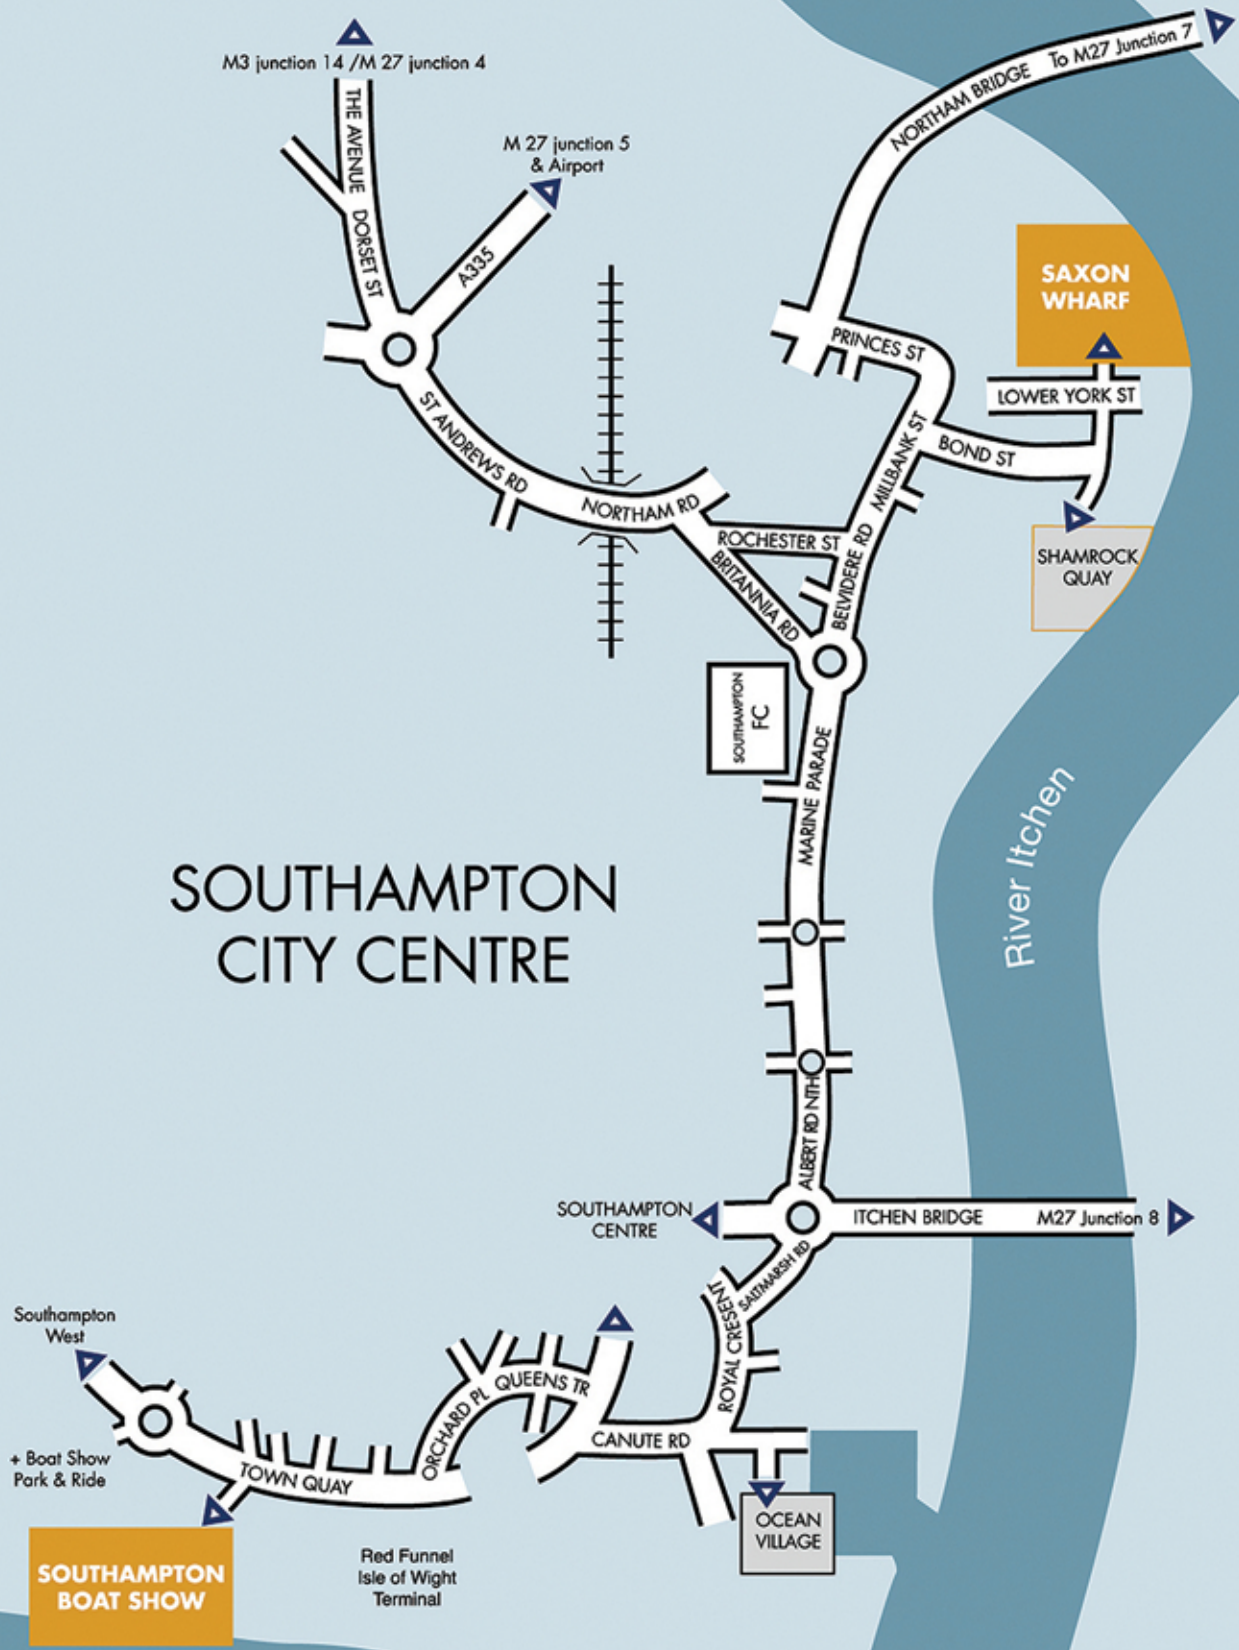 M3 junction 14 /M 27 junction 4
THE AVENUE
DORSET ST
M 27 junction 5
& Airport
A335
NORTHAM BRIDGE
To M27 Junction 7
SAXON
WHARF
PRINCES ST
LOWER YORK ST
MILLBANK ST
BOND ST
ST ANDREWS RD
NORTHAM RD
ROCHESTER ST
BRITANNIA RD
BELVIDERE RD
SHAMROCK
QUAY
SOUTHAMPTON
FC
MARINE PARADE
River Itchen
SOUTHAMPTON
CITY CENTRE
ALBERT RD NTH
SOUTHAMPTON
CENTRE
ITCHEN BRIDGE
M27 Junction 8
SALTMARSH RD
ROYAL CRESENT
Southampton
West
ORCHARD PL
QUEENS TR
CANUTE RD
+ Boat Show
Park & Ride
TOWN QUAY
OCEAN
VILLAGE
SOUTHAMPTON
BOAT SHOW
Red Funnel
Isle of Wight
Terminal